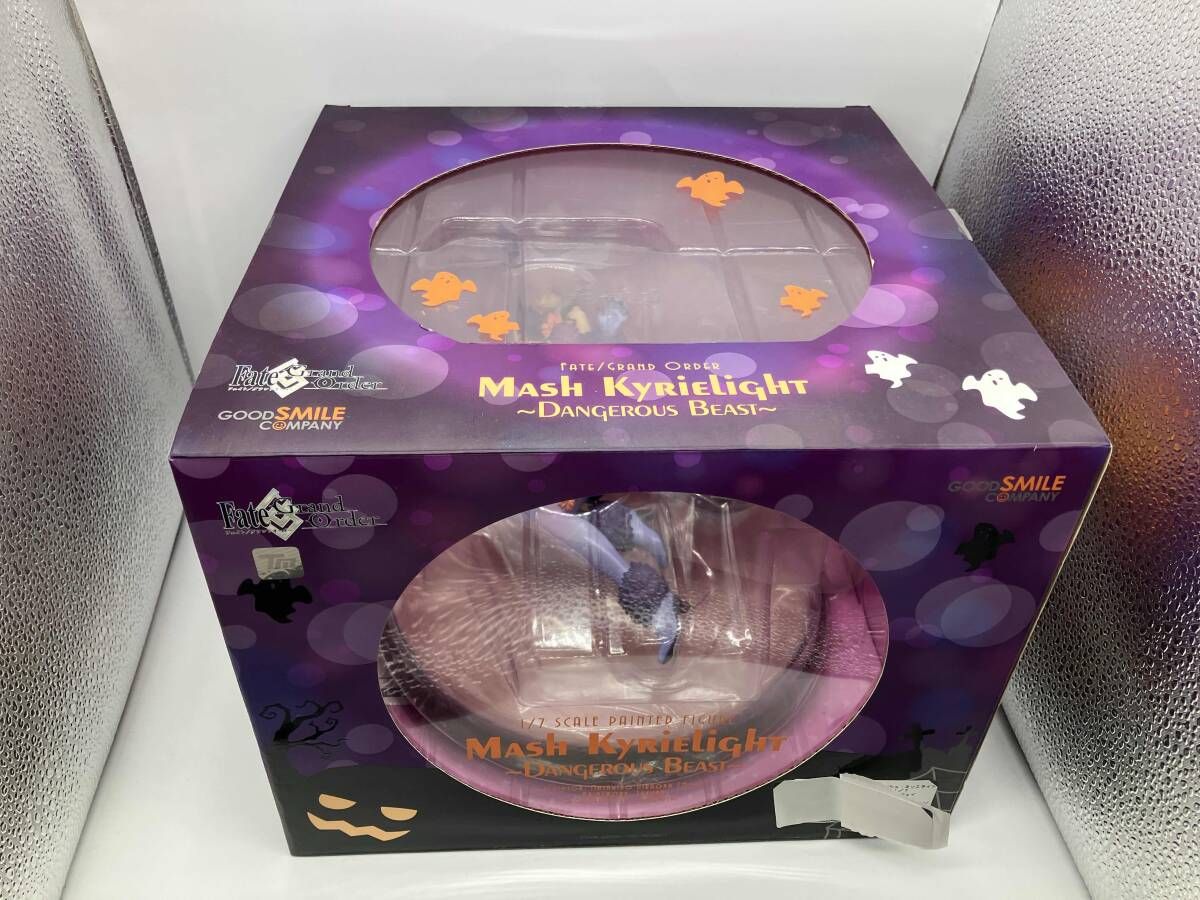 FATE/GRAND ORDER
MASH KYRIELIGHT
~DANGEROUS BEAST~
Fate Grand Order
GOOD SMILE
COMPANY
Fate Grand Order
GOOD SMILE
COMPANY
1/7 SCALE PAINTED FIGURE
MASH KYRIELIGHT
~DANGEROUS BEAST~